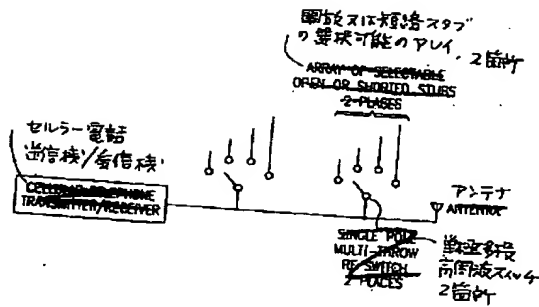 開放又は短絡スタブ
の選択可能のアレイ、2箇所
ARRAY OF SELECTABLE
OPEN OR SHORTED STUBS
2 PLACES
セルラー電話
送信機/受信機
CELLULAR TELEPHONE
TRANSMITTER/RECEIVER
アンテナ
ANTENNA
SINGLE POLE
MULTI-THROW
RF SWITCH
2 PLACES
単極多投
高周波スイッチ
2箇所